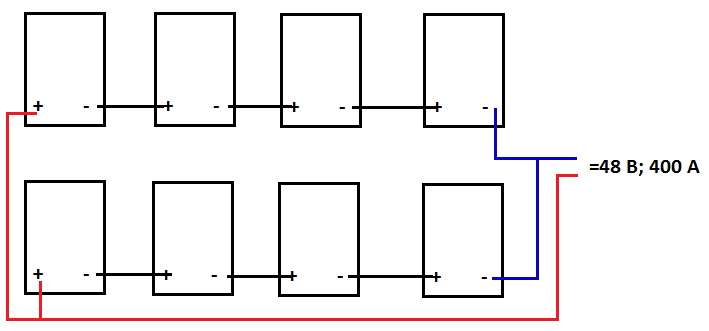 + - + - + - + -
=48 В; 400 А
+ - + - + - + -